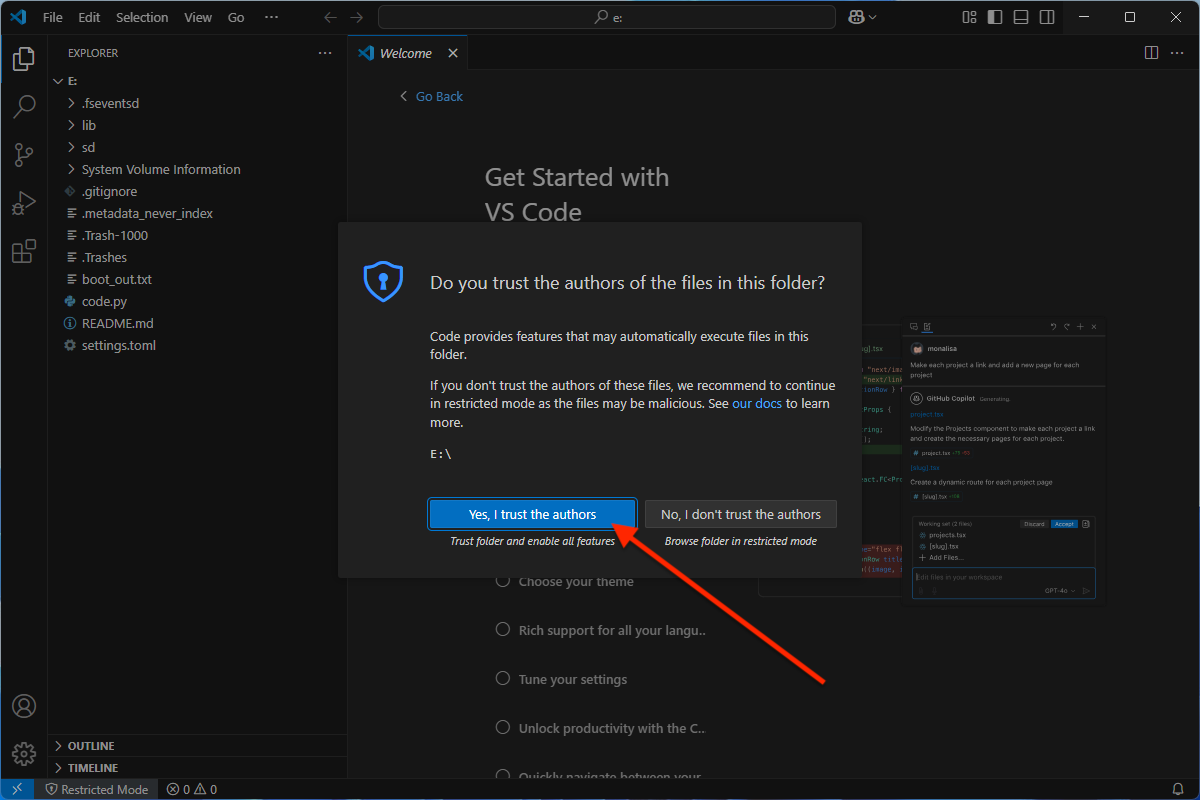 File Edit Selection View Go ···
e:
EXPLORER
E:
.fseventsd
lib
sd
System Volume Information
.gitignore
.metadata_never_index
.Trash-1000
.Trashes
boot_out.txt
code.py
README.md
settings.toml
OUTLINE
TIMELINE
Welcome
Go Back
Get Started with
VS Code
Do you trust the authors of the files in this folder?
Code provides features that may automatically execute files in this
folder.
If you don't trust the authors of these files, we recommend to continue
in restricted mode as the files may be malicious. See our docs to learn
more.
E:\
Yes, I trust the authors
No, I don't trust the authors
Trust folder and enable all features
Browse folder in restricted mode
Choose your theme
Rich support for all your langu..
Tune your settings
Unlock productivity with the C..
Quickly navigate between your
monalisa
Make each project a link and add a new page for each
project
GitHub Copilot Generating.
project.tsx
Modify the Projects component to make each project a link
and create the necessary pages for each project.
# project.tsx
[slug].tsx
Create a dynamic route for each project page
# [slug].tsx
Working set (2 files)
Discard
Accept
projects.tsx
[slug].tsx
+ Add Files...
Edit files in your workspace
GPT-4o
Restricted Mode
0 0